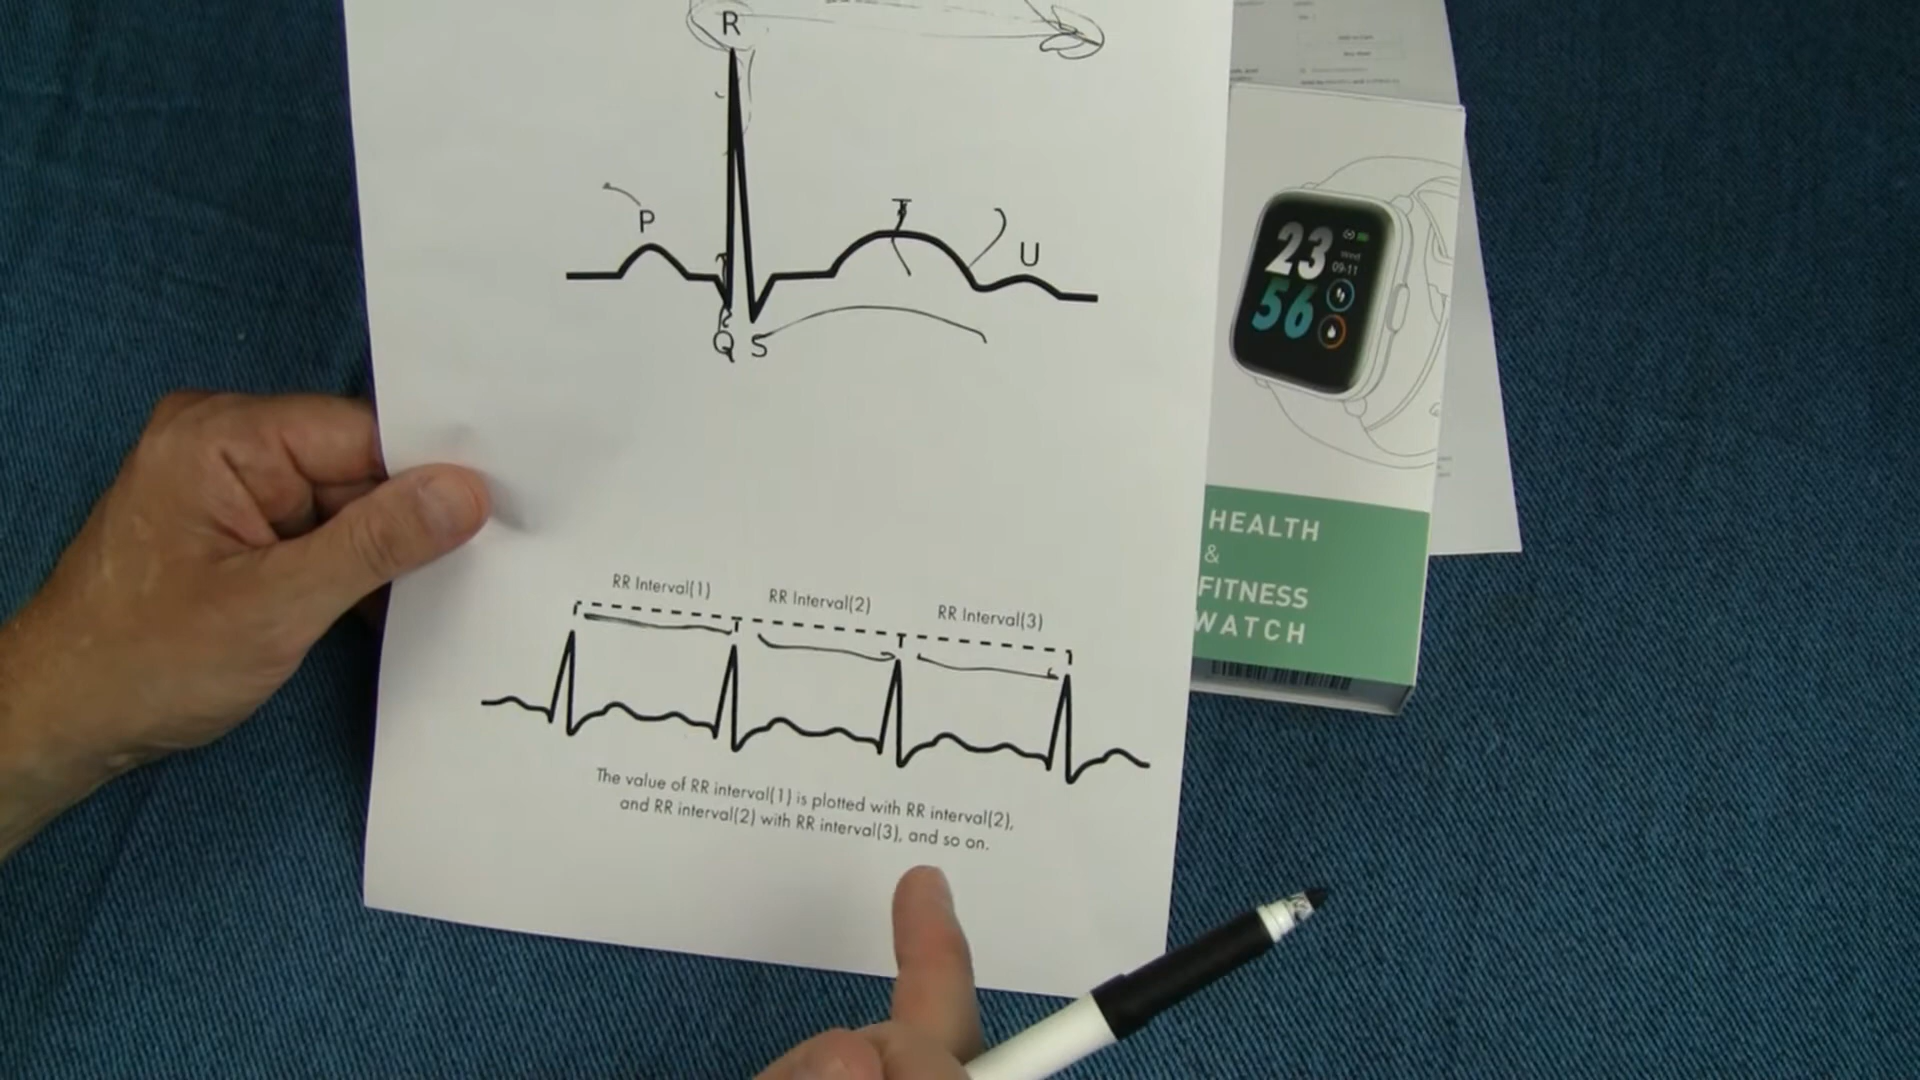 R
P
T
U
Q S
RR Interval(1) RR Interval(2) RR Interval(3)
The value of RR interval(1) is plotted with RR interval(2),
and RR interval(2) with RR interval(3), and so on.
23
Wed
09-11
56
HEALTH
&
FITNESS
WATCH